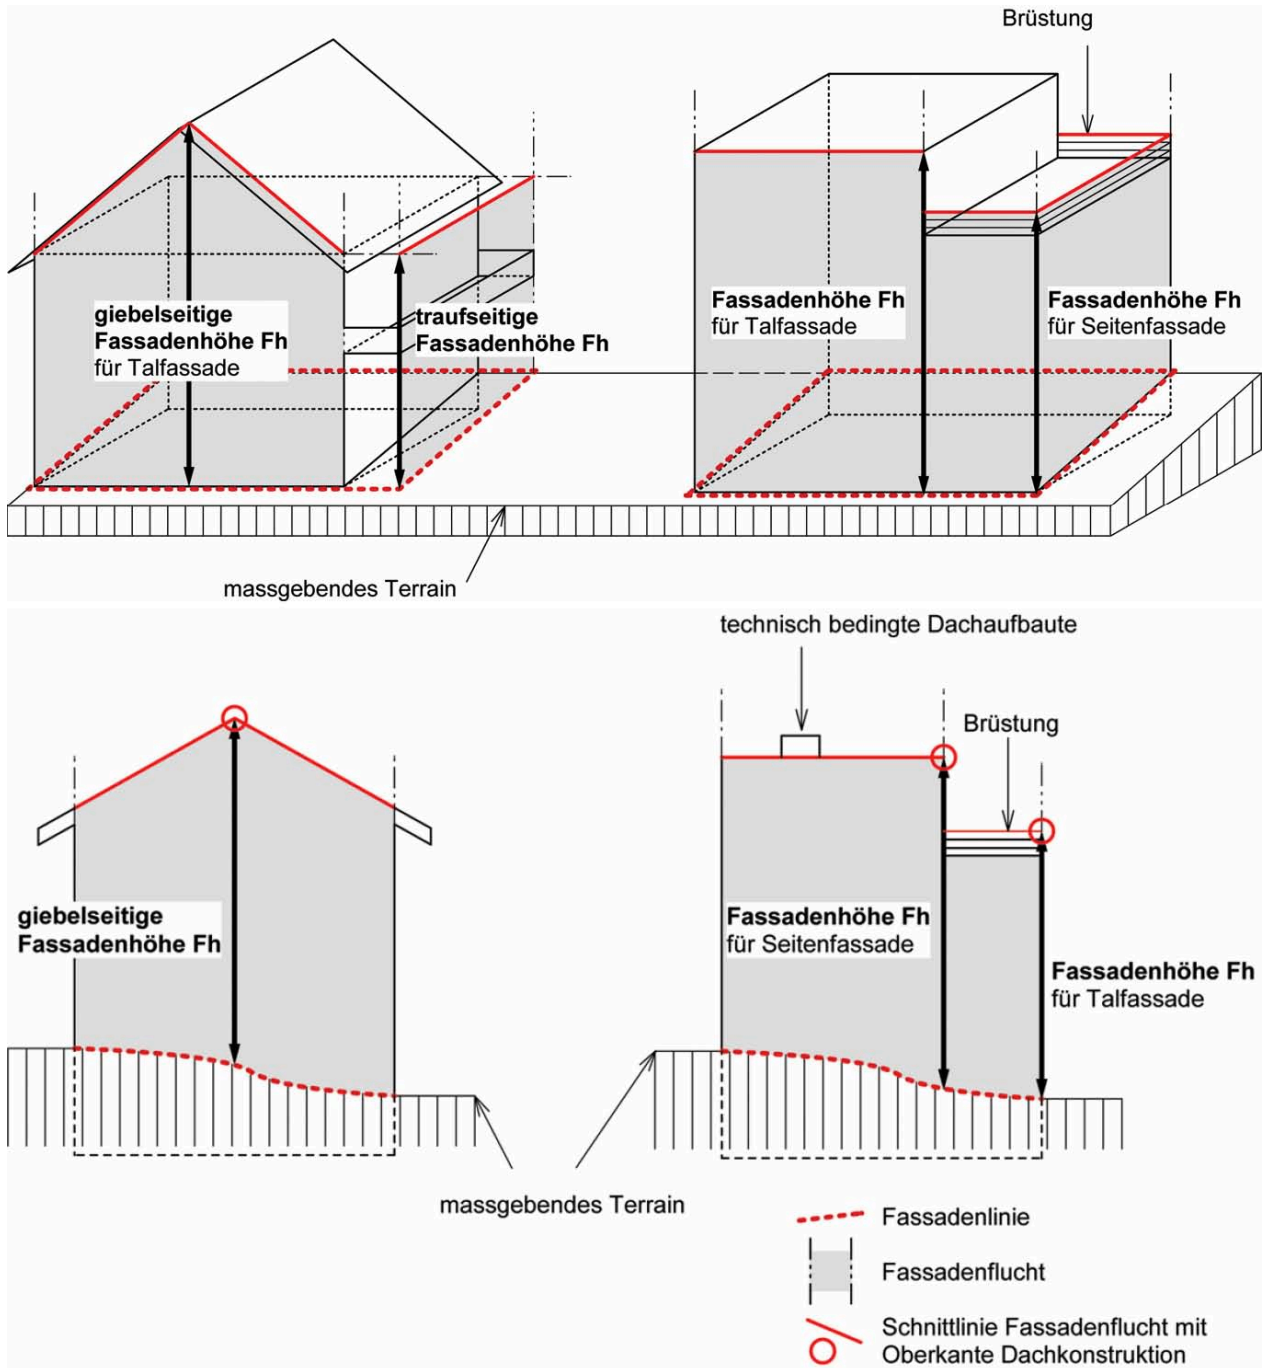 Brüstung
giebelseitige
Fassadenhöhe Fh
für Talfassade
traufseitige
Fassadenhöhe Fh
Fassadenhöhe Fh
für Talfassade
Fassadenhöhe Fh
für Seitenfassade
massgebendes Terrain
technisch bedingte Dachaufbaute
Brüstung
giebelseitige
Fassadenhöhe Fh
Fassadenhöhe Fh
für Seitenfassade
Fassadenhöhe Fh
für Talfassade
massgebendes Terrain
Fassadenlinie
Fassadenflucht
Schnittlinie Fassadenflucht mit
Oberkante Dachkonstruktion